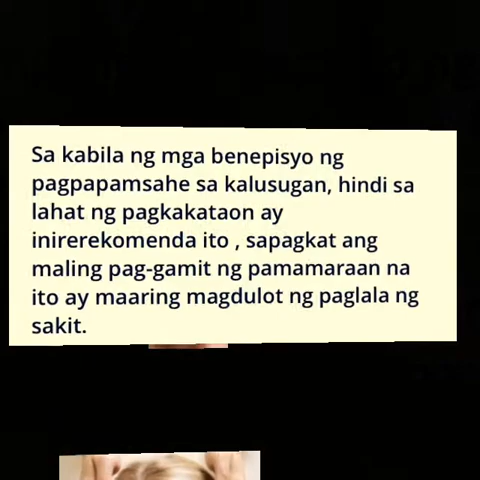 Sa kabila ng mga benepisyo ng
pagpapamsahe sa kalusugan, hindi sa
lahat ng pagkakataon ay
inirerekomenda ito , sapagkat ang
maling pag-gamit ng pamamaraan na
ito ay maaring magdulot ng paglala ng
sakit.